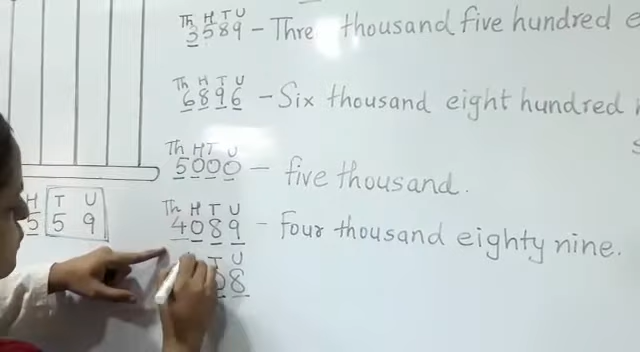 Th H T U
3589 – Thre thousand five hundred
Th H T U
6896 – Six thousand eight hundred
Th H T U
5000 – five thousand.
H T U
5 5 9
Th H T U
4089 – Four thousand eighty nine.
T U
08